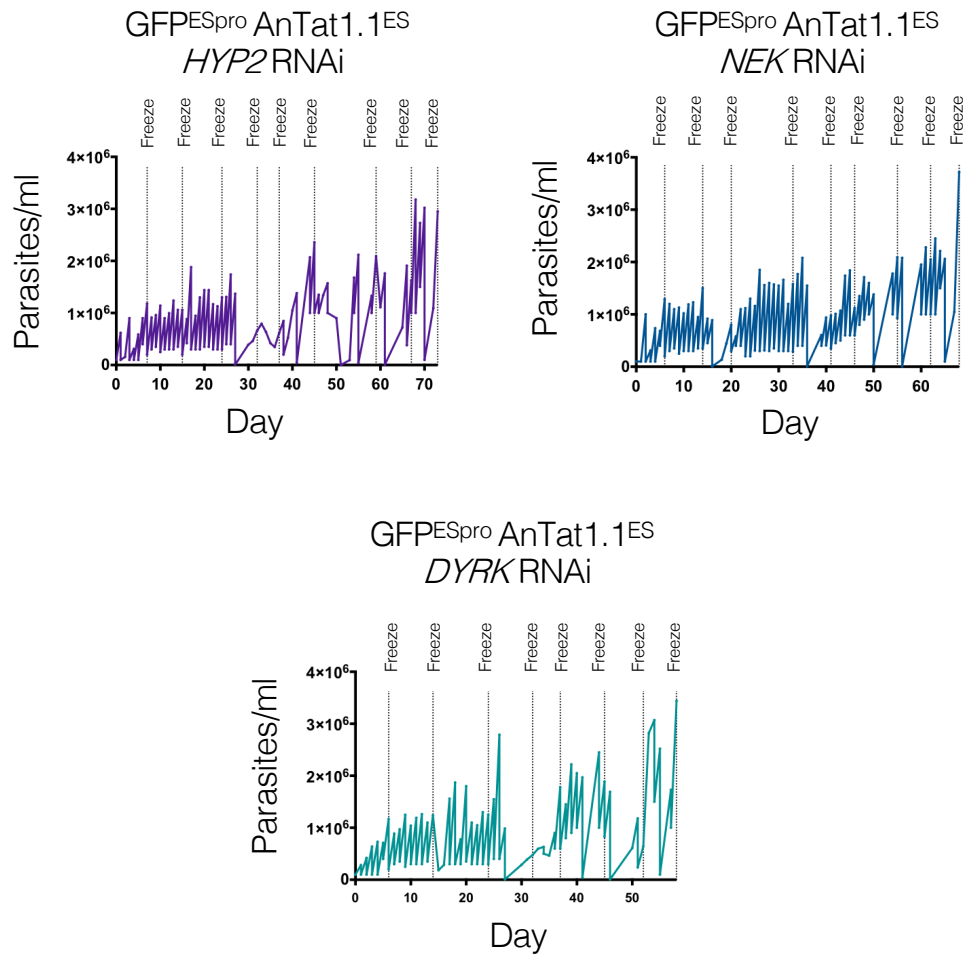 GFPᴱˢᵖʳᵒ AnTat1.1ᴱˢ
HYP2 RNAi
Freeze Freeze Freeze Freeze Freeze Freeze Freeze Freeze Freeze
Parasites/ml
4×10⁶
3×10⁶
2×10⁶
1×10⁶
0
0 10 20 30 40 50 60 70
Day
GFPᴱˢᵖʳᵒ AnTat1.1ᴱˢ
NEK RNAi
Freeze Freeze Freeze Freeze Freeze Freeze Freeze Freeze Freeze
Parasites/ml
4×10⁶
3×10⁶
2×10⁶
1×10⁶
0
0 10 20 30 40 50 60
Day
GFPᴱˢᵖʳᵒ AnTat1.1ᴱˢ
DYRK RNAi
Freeze Freeze Freeze Freeze Freeze Freeze Freeze Freeze
Parasites/ml
4×10⁶
3×10⁶
2×10⁶
1×10⁶
0
0 10 20 30 40 50
Day